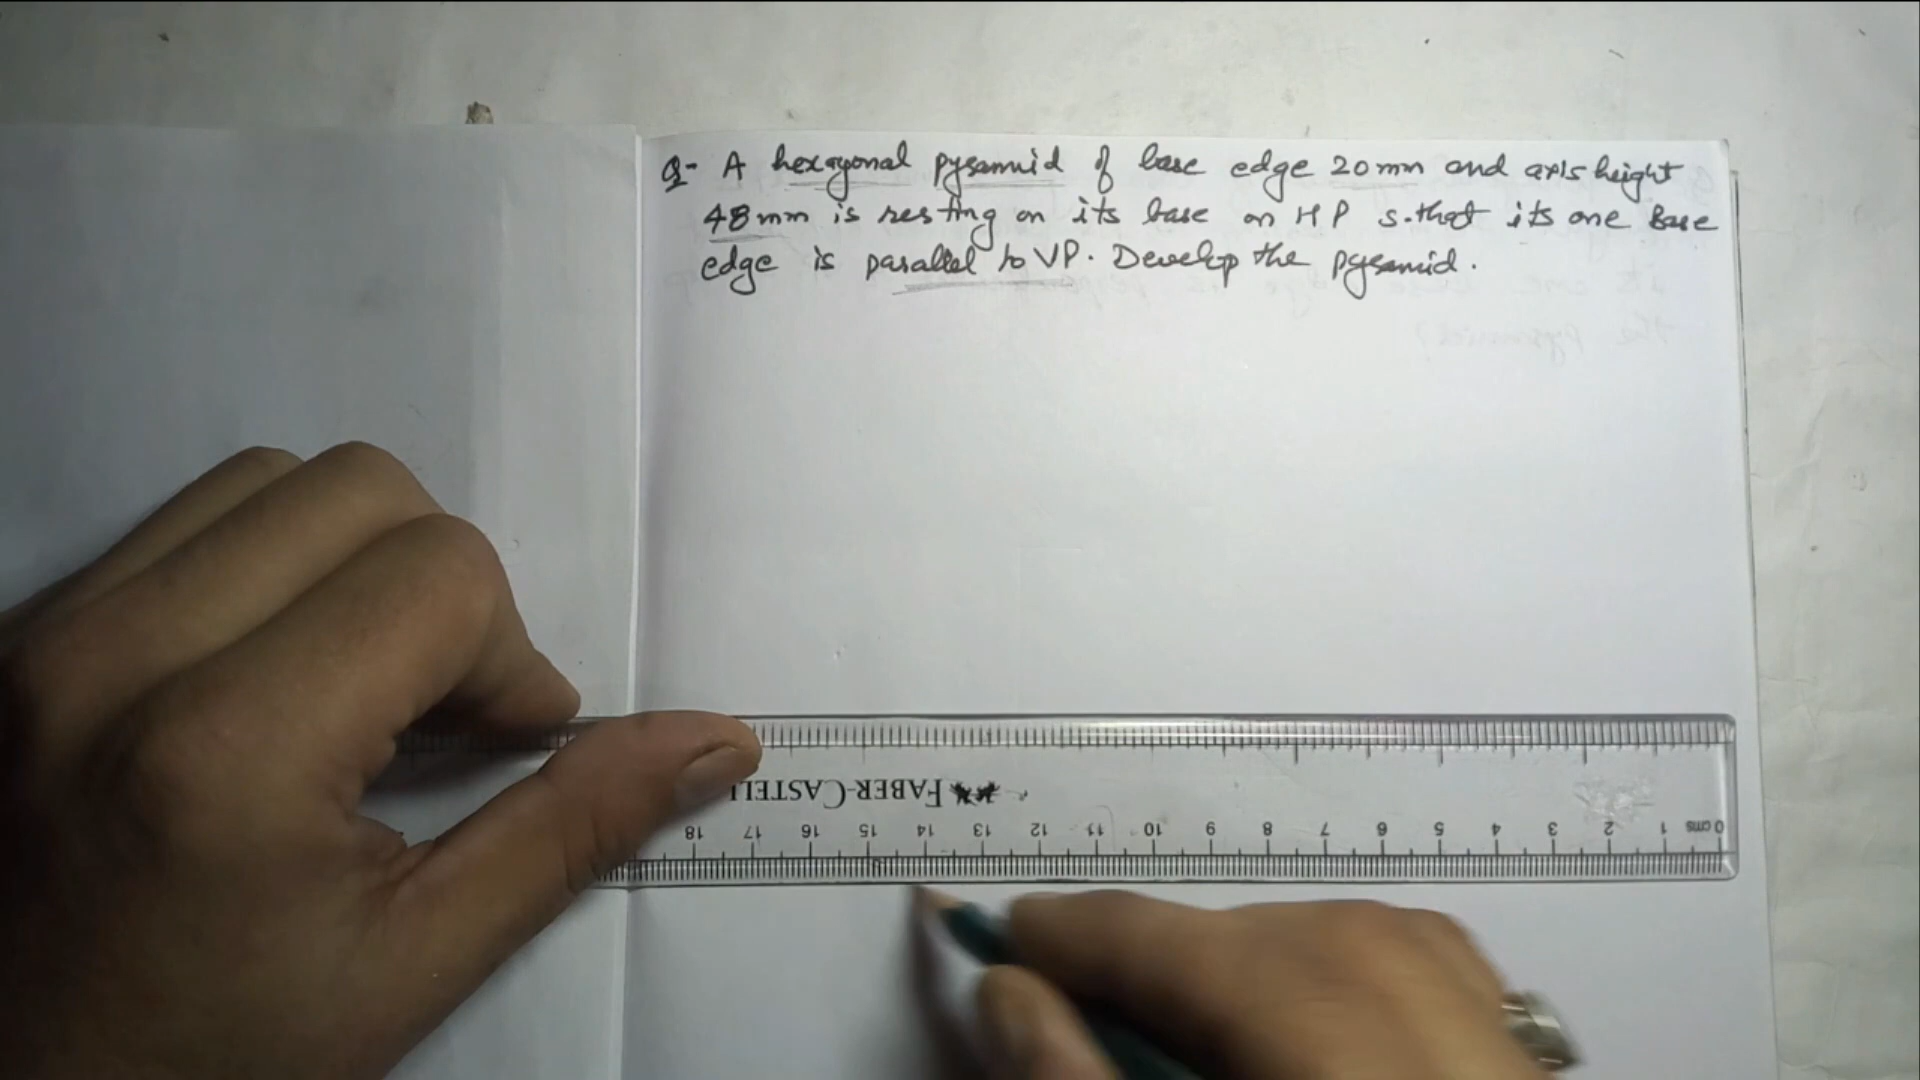 Q- A hexagonal pyramid of base edge 20mm and axis height
48mm is resting on its base on HP s.that its one Base
edge is parallel to VP. Develop the pyramid.
FABER-CASTELL
18 17 16 15 14 13 12 11 10 9 8 7 6 5 4 3 2 1 0 cms